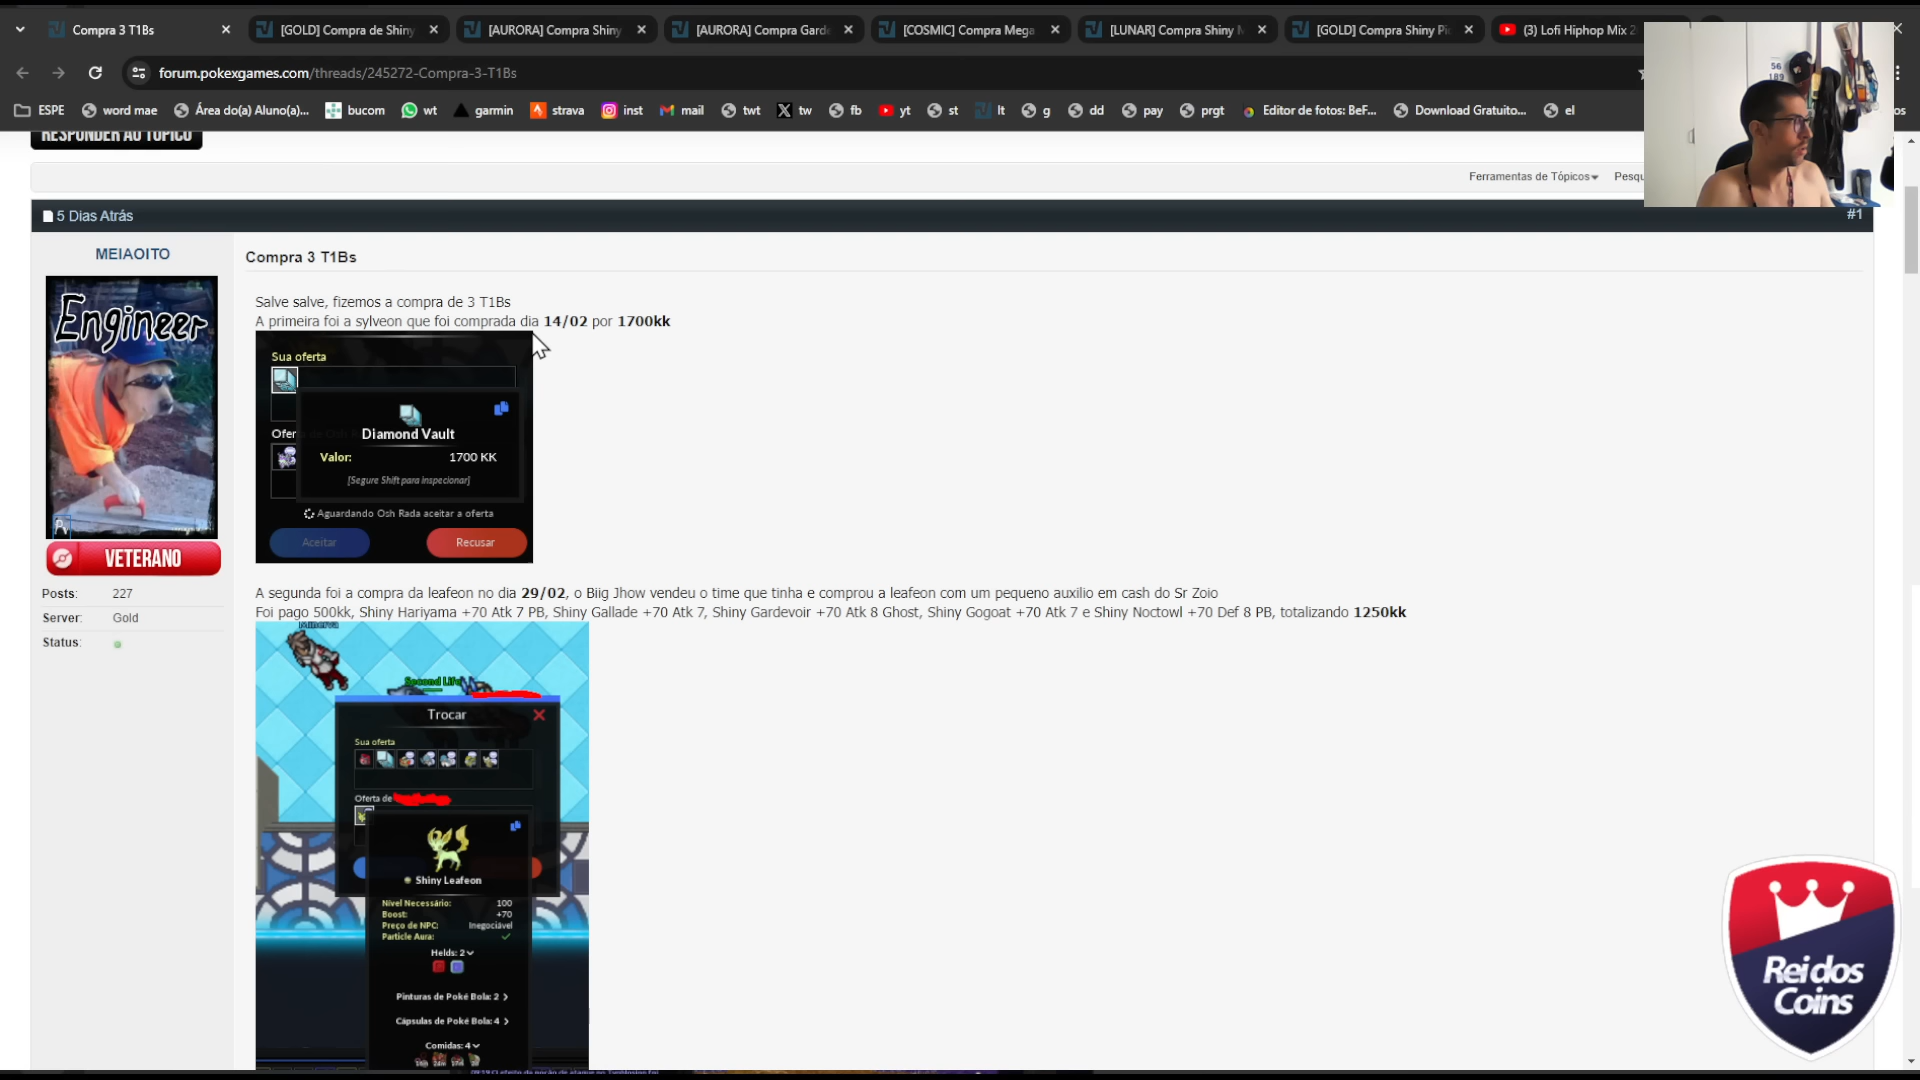 Compra 3 T1Bs
[GOLD] Compra de Shiny
[AURORA] Compra Shiny
[AURORA] Compra Gard
[COSMIC] Compra Mega
[LUNAR] Compra Shiny
[GOLD] Compra Shiny
(3) Lofi Hiphop Mix
forum.pokexgames.com/threads/245272-Compra-3-T1Bs
ESPE
word mae
Área do(a) Aluno(a)...
bucom
wt
garmin
strava
inst
mail
twt
tw
fb
yt
st
lt
g
dd
pay
prgt
Editor de fotos: BeF...
Download Gratuito...
el
os
RESPONDER AO TÓPICO
Ferramentas de Tópicos
Pesqu
5 Dias Atrás
#1
MEIAOITO
Engineer
VETERANO
Posts: 227
Server: Gold
Status:
Compra 3 T1Bs
Salve salve, fizemos a compra de 3 T1Bs
A primeira foi a sylveon que foi comprada dia 14/02 por 1700kk
Sua oferta
Diamond Vault
Ofer
Valor: 1700 KK
[Segure Shift para inspecionar]
Aguardando Osh Rada aceitar a oferta
Aceitar
Recusar
A segunda foi a compra da leafeon no dia 29/02, o Biig Jhow vendeu o time que tinha e comprou a leafeon com um pequeno auxilio em cash do Sr Zoio
Foi pago 500kk, Shiny Hariyama +70 Atk 7 PB, Shiny Gallade +70 Atk 7, Shiny Gardevoir +70 Atk 8 Ghost, Shiny Gogoat +70 Atk 7 e Shiny Noctowl +70 Def 8 PB, totalizando 1250kk
Minerva
Second Life
Trocar
Sua oferta
Oferta de
Shiny Leafeon
Nível Necessário: 100
Boost: +70
Preço de NPC: Inegociável
Particle Aura:
Helds: 2
Pinturas de Poké Bola: 2
Cápsulas de Poké Bola: 4
Comidas: 4
Rei dos
Coins